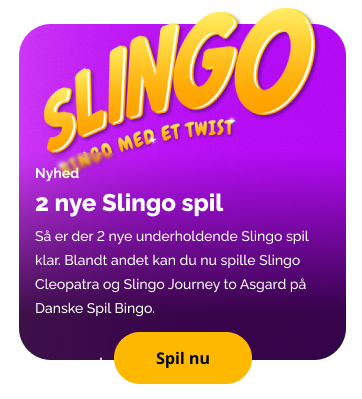 SLINGO
BINGO MED ET TWIST
Nyhed
2 nye Slingo spil
Så er der 2 nye underholdende Slingo spil
klar. Blandt andet kan du nu spille Slingo
Cleopatra og Slingo Journey to Asgard på
Danske Spil Bingo.
Spil nu